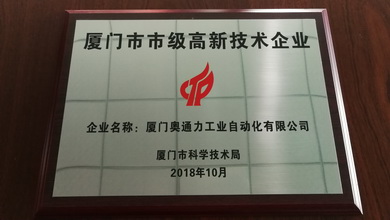 厦门市市级高新技术企业
企业名称：厦门奥通力工业自动化有限公司
厦门市科学技术局
2018年10月